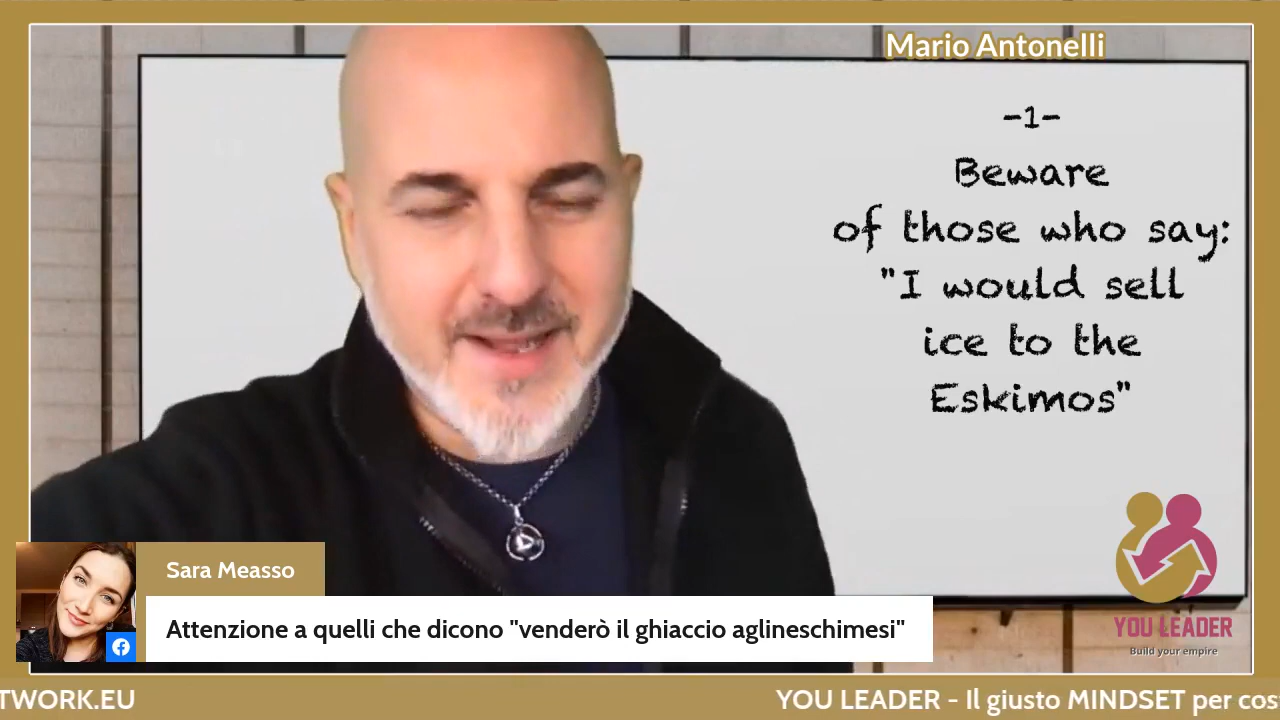 Mario Antonelli
-1-
Beware
of those who say:
"I would sell
ice to the
Eskimos"
YOU LEADER
Build your empire
Sara Measso
Attenzione a quelli che dicono "venderò il ghiaccio aglineschimesi"
TWORK.EU
YOU LEADER - Il giusto MINDSET per cos